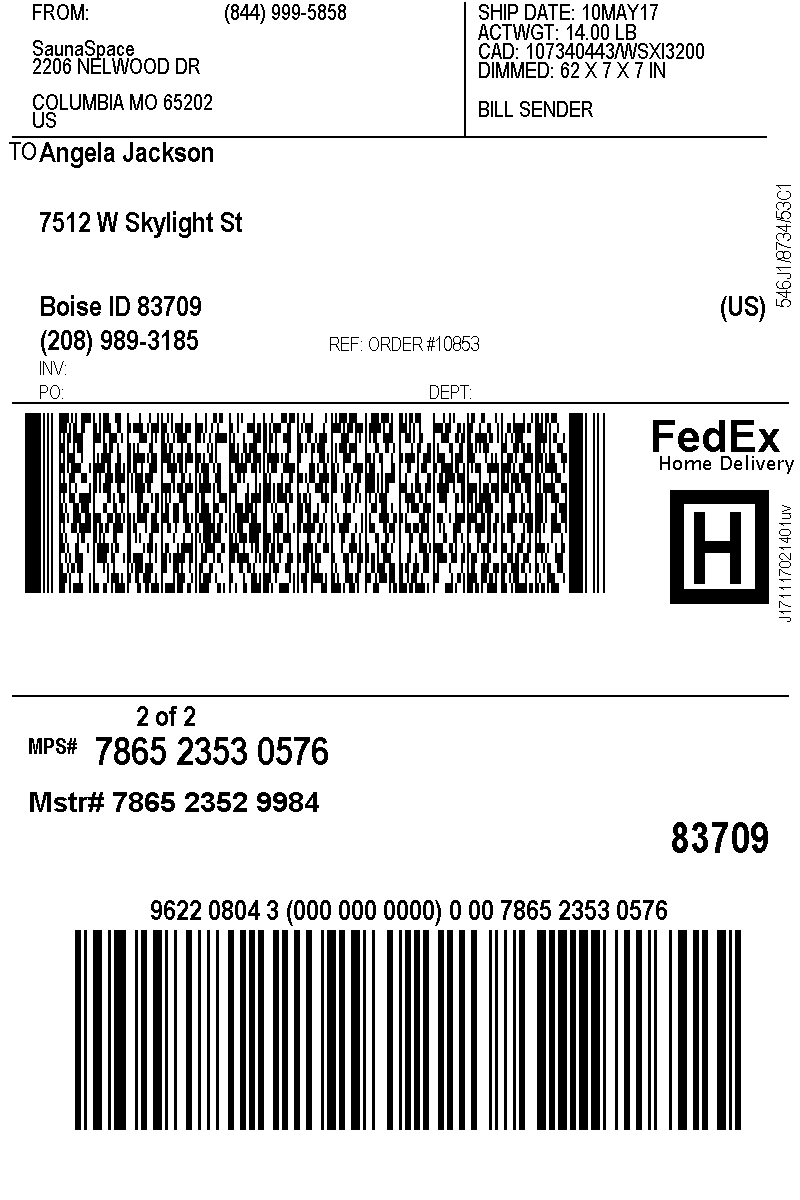 FROM: (844) 999-5858
SaunaSpace
2206 NELWOOD DR
COLUMBIA MO 65202
US
SHIP DATE: 10MAY17
ACTWGT: 14.00 LB
CAD: 107340443/WSXI3200
DIMMED: 62 X 7 X 7 IN
BILL SENDER
TO Angela Jackson
7512 W Skylight St
Boise ID 83709 (US)
(208) 989-3185 REF: ORDER #10853
INV:
PO: DEPT:
546J1/8734/53C1
FedEx
Home Delivery
H
J171117021401uv
2 of 2
MPS# 7865 2353 0576
Mstr# 7865 2352 9984
83709
9622 0804 3 (000 000 0000) 0 00 7865 2353 0576